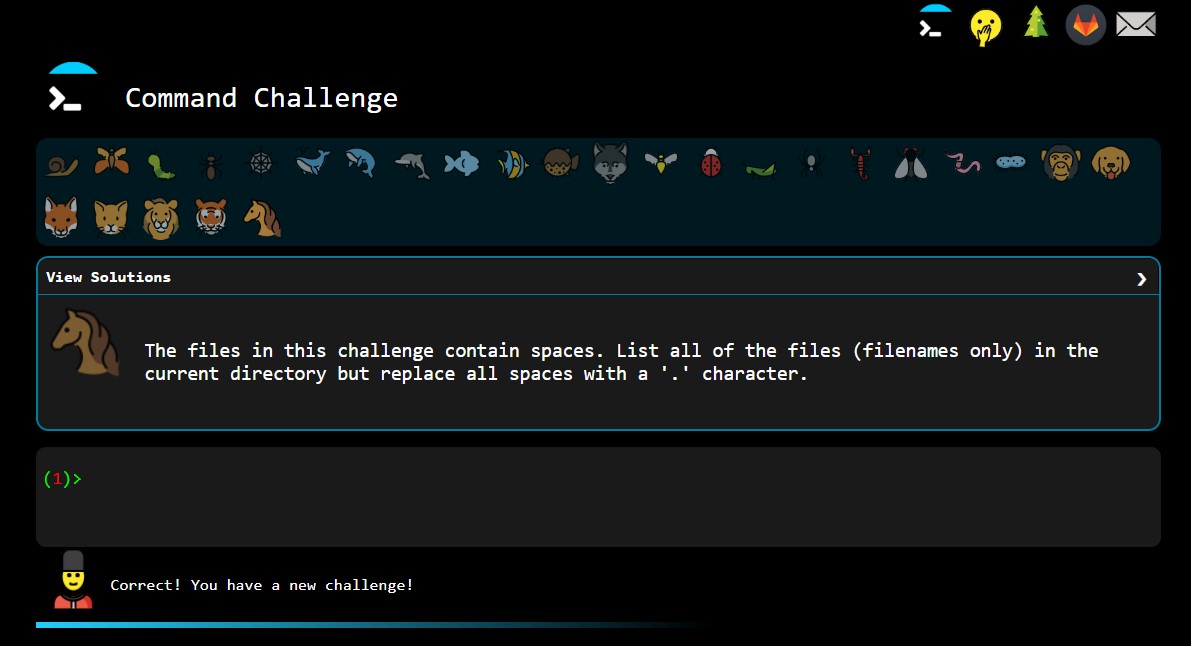 >_
>_
Command Challenge
View Solutions ❯
The files in this challenge contain spaces. List all of the files (filenames only) in the
current directory but replace all spaces with a '.' character.
(1)>
Correct! You have a new challenge!